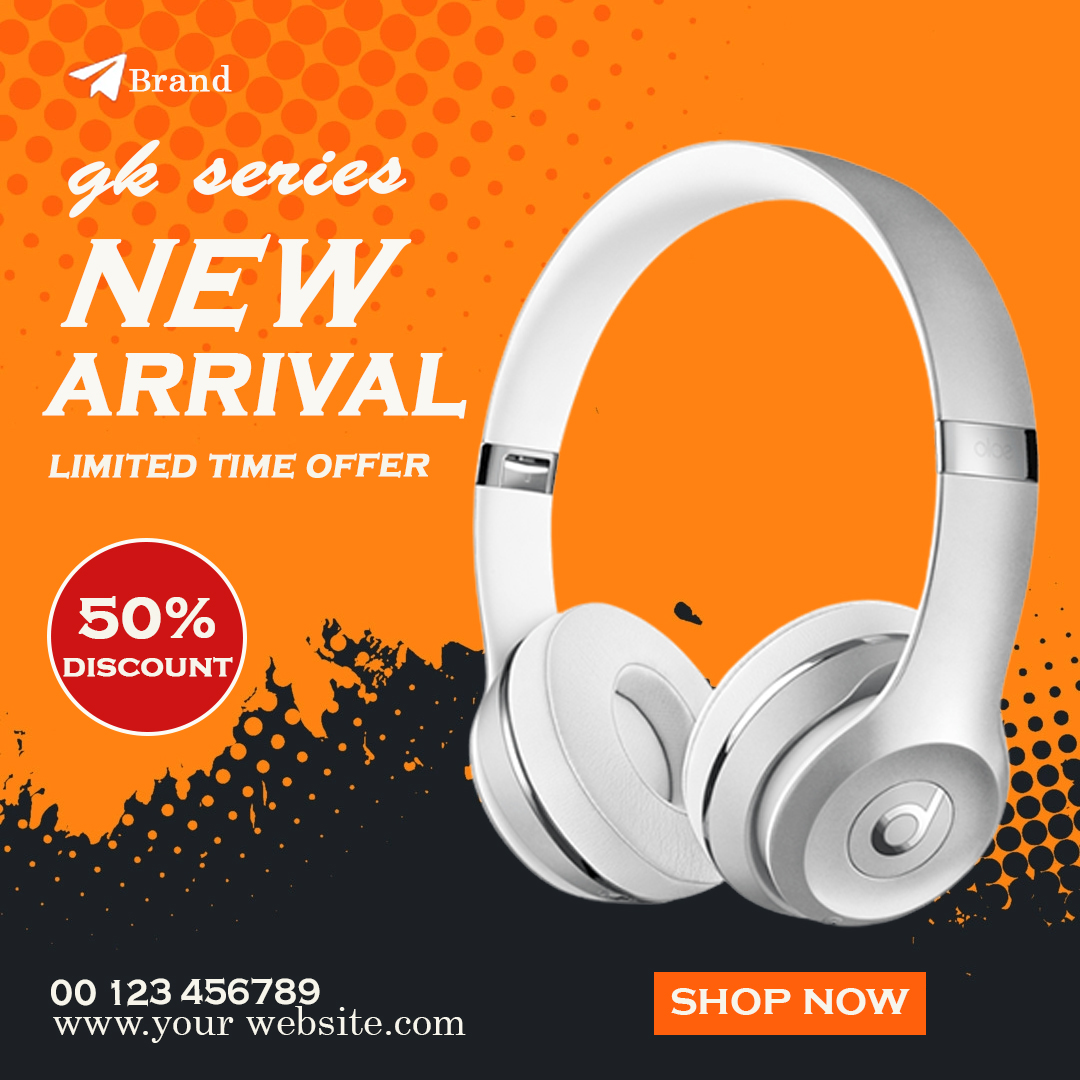 Brand
gk series
NEW
ARRIVAL
LIMITED TIME OFFER
50%
DISCOUNT
00 123 456789
www.your website.com
SHOP NOW